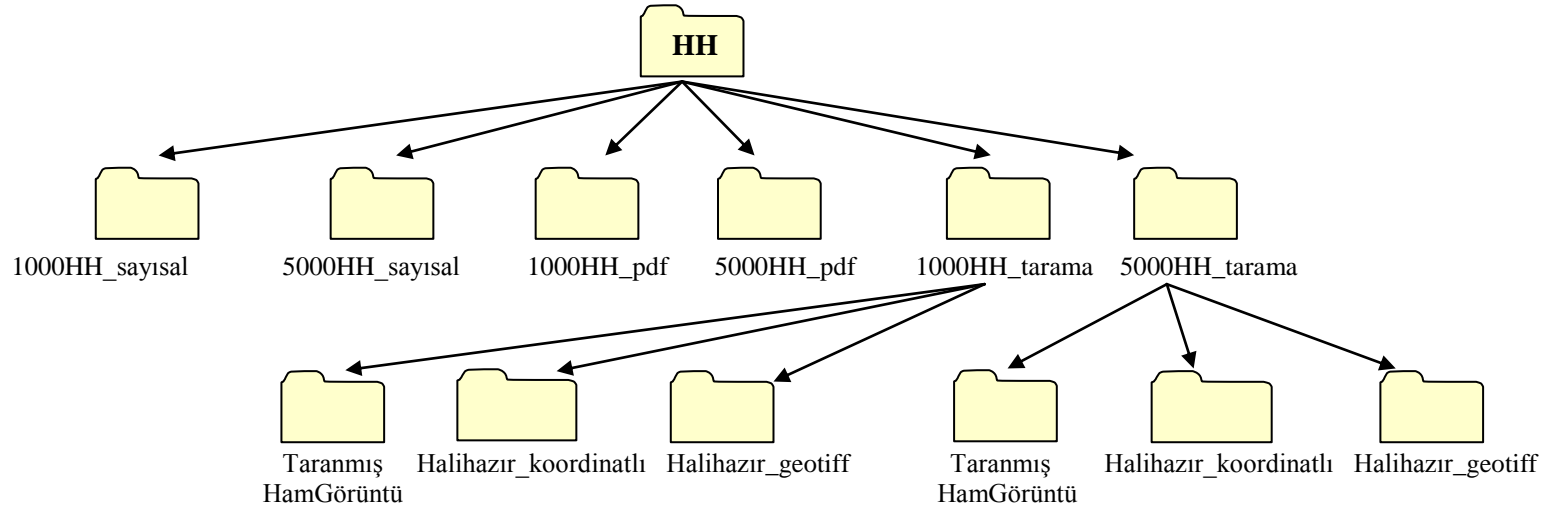 HH
1000HH_sayısal
5000HH_sayısal
1000HH_pdf
5000HH_pdf
1000HH_tarama
5000HH_tarama
Taranmış
HamGörüntü
Halihazır_koordinatlı
Halihazır_geotiff
Taranmış
HamGörüntü
Halihazır_koordinatlı
Halihazır_geotiff